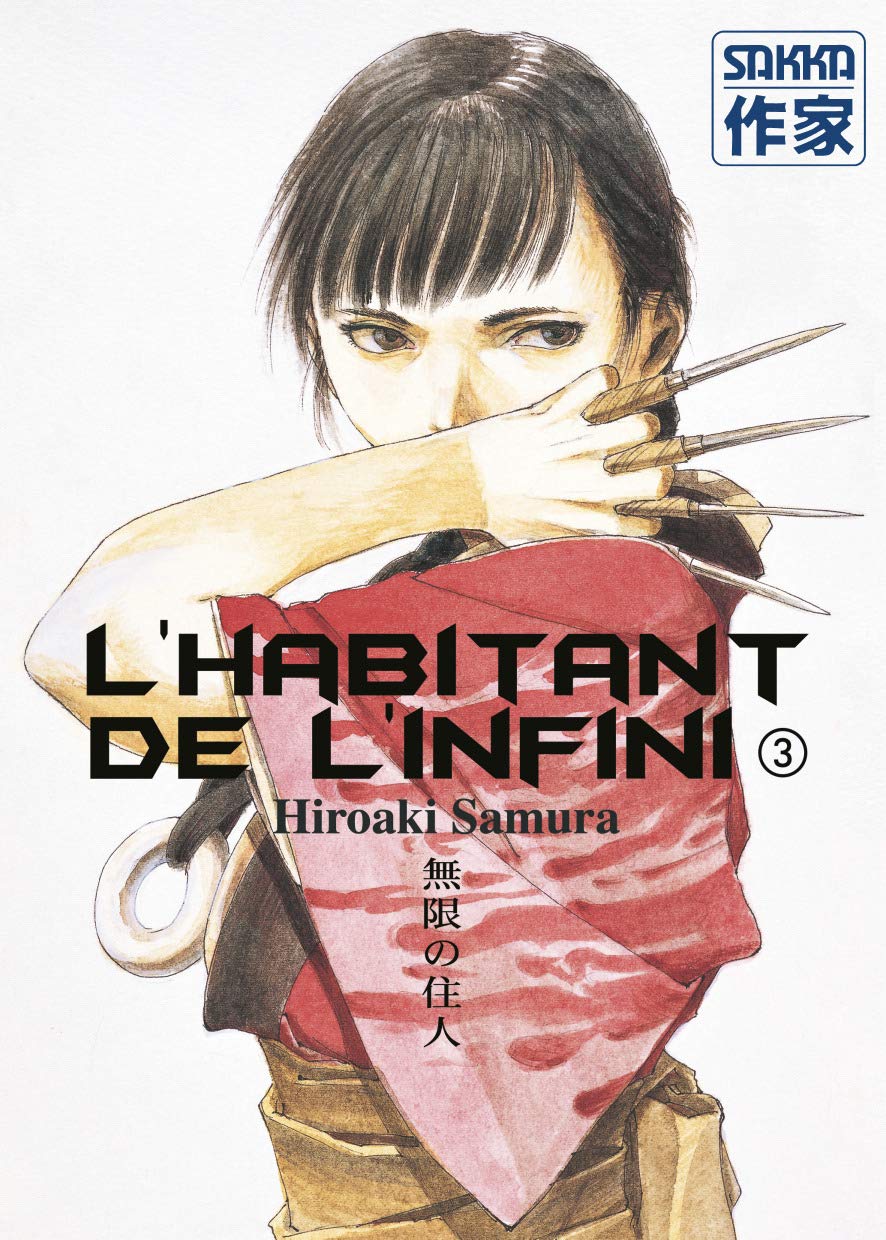 SAKKA
作家
L'HABITANT
DE L'INFINI ③
Hiroaki Samura
無限の住人